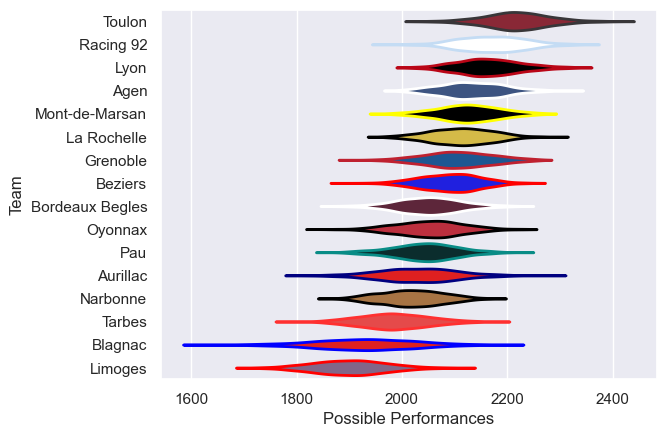 Toulon
Racing 92
Lyon
Agen
Mont-de-Marsan
La Rochelle
Grenoble
Beziers
Bordeaux Begles
Oyonnax
Pau
Aurillac
Narbonne
Tarbes
Blagnac
Limoges
Team
1600 1800 2000 2200 2400
Possible Performances